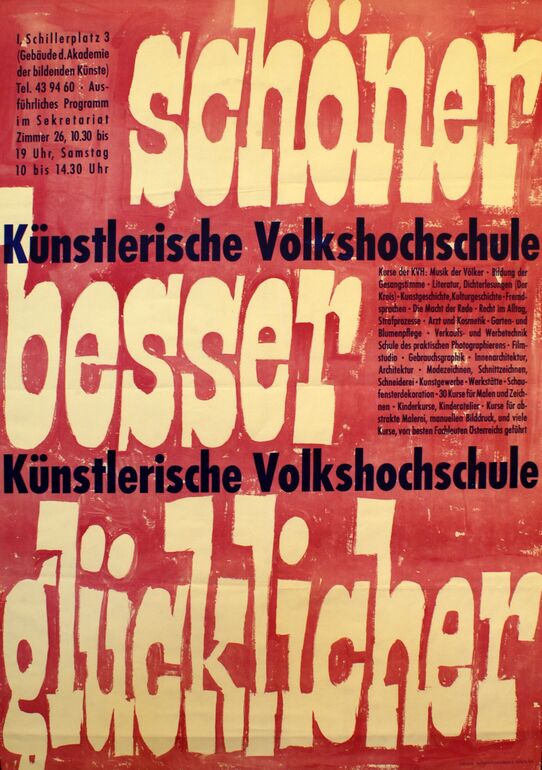 I, Schillerplatz 3
(Gebäude d. Akademie
der bildenden Künste)
Tel. 43 94 60 · Aus-
führliches Programm
im Sekretariat
Zimmer 26, 10.30 bis
19 Uhr, Samstag
10 bis 14.30 Uhr
schöner
Künstlerische Volkshochschule
besser
Kurse der KVH: Musik der Völker · Bildung der
Gesangstimme · Literatur, Dichterlesungen (Der
Kreis) · Kunstgeschichte, Kulturgeschichte · Fremd-
sprachen · Die Macht der Rede · Recht im Alltag,
Strafprozesse · Arzt und Kosmetik · Garten- und
Blumenpflege · Verkaufs- und Werbetechnik
Schule des praktischen Photographierens · Film-
studio · Gebrauchsgraphik · Innenarchitektur,
Architektur · Modezeichnen, Schnittzeichnen,
Schneiderei · Kunstgewerbe · Werkstätte · Schau-
fensterdekoration · 30 Kurse für Malen und Zeich-
nen · Kinderkurse, Kinderatelier · Kurse für ab-
strakte Malerei, manuellen Bilddruck, und viele
Kurse, von besten Fachleuten Österreichs geführt
Künstlerische Volkshochschule
glücklicher